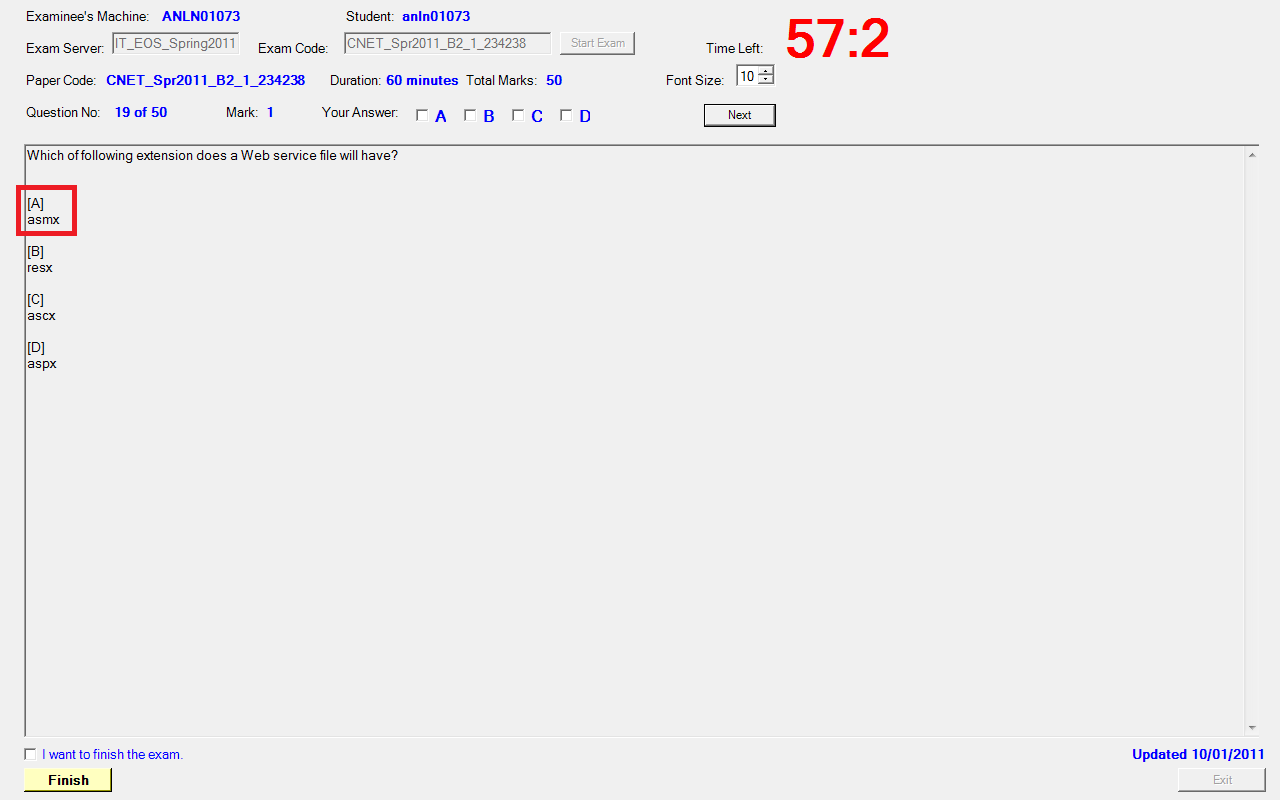 Examinee's Machine: ANLN01073 Student: anln01073
Exam Server: IT_EOS_Spring2011 Exam Code: CNET_Spr2011_B2_1_234238 Start Exam Time Left: 57:2
Paper Code: CNET_Spr2011_B2_1_234238 Duration: 60 minutes Total Marks: 50 Font Size: 10
Question No: 19 of 50 Mark: 1 Your Answer: A B C D Next
Which of following extension does a Web service file will have?
[A]
asmx
[B]
resx
[C]
ascx
[D]
aspx
I want to finish the exam. Updated 10/01/2011
Finish Exit